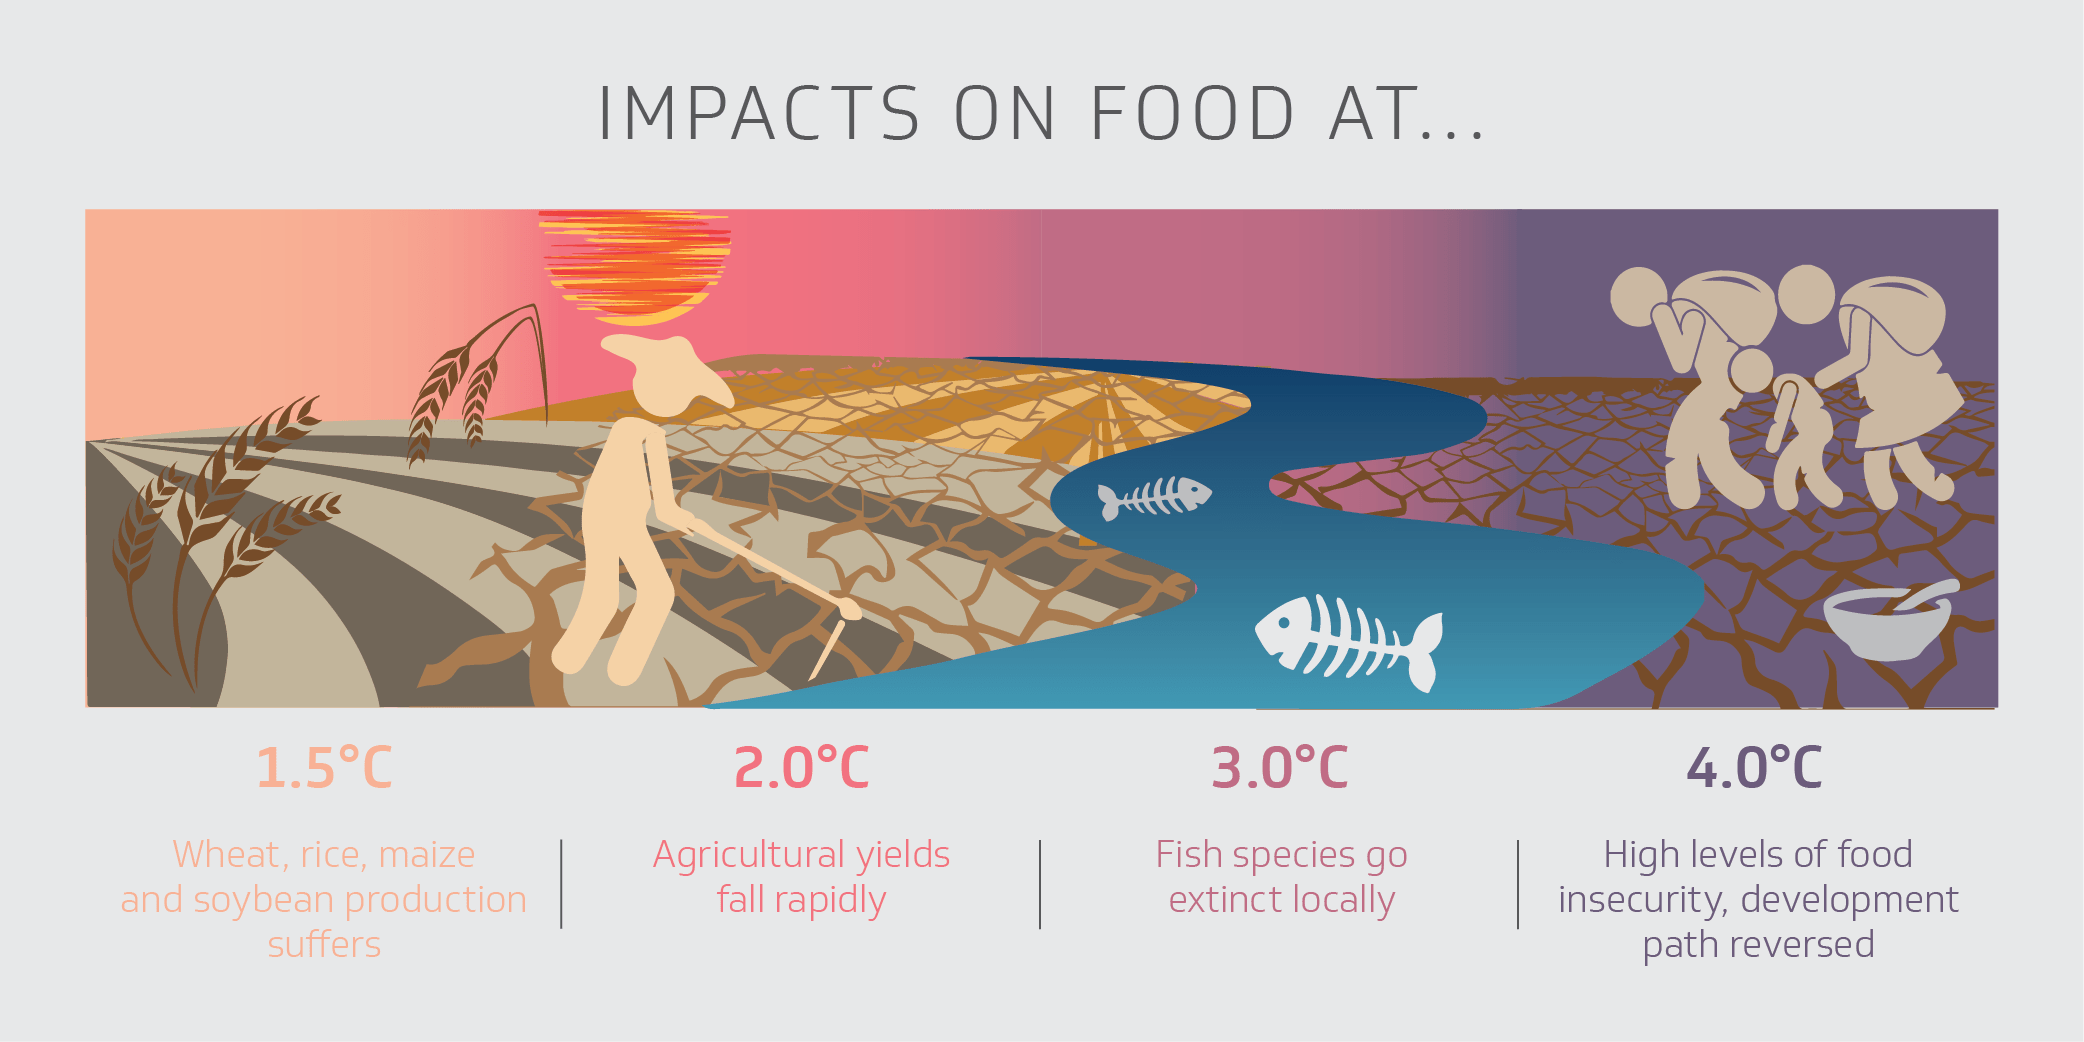 IMPACTS ON FOOD AT...
1.5°C
Wheat, rice, maize
and soybean production
suffers
2.0°C
Agricultural yields
fall rapidly
3.0°C
Fish species go
extinct locally
4.0°C
High levels of food
insecurity, development
path reversed